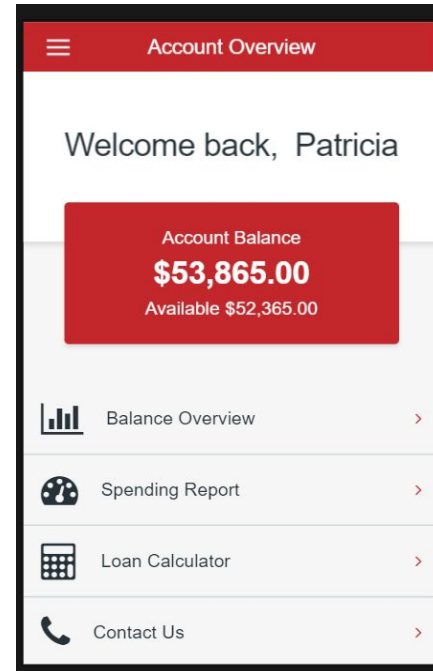 Account Overview
Welcome back, Patricia
Account Balance
$53,865.00
Available $52,365.00
Balance Overview
Spending Report
Loan Calculator
Contact Us